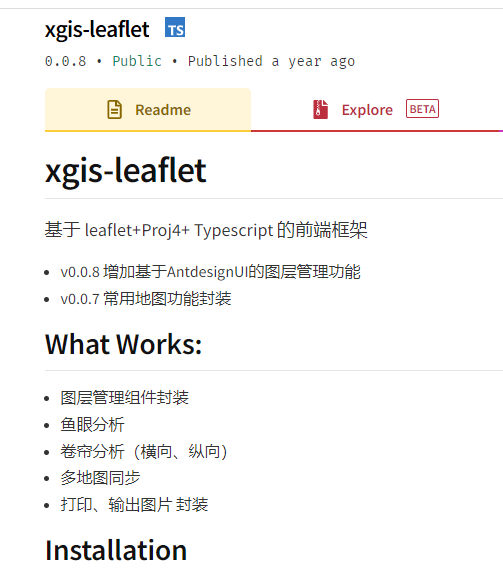 xgis-leaflet TS
0.0.8 • Public • Published a year ago
Readme Explore BETA
xgis-leaflet
基于 leaflet+Proj4+ Typescript 的前端框架
• v0.0.8 增加基于AntdesignUI的图层管理功能
• v0.0.7 常用地图功能封装
What Works:
• 图层管理组件封装
• 鱼眼分析
• 卷帘分析（横向、纵向）
• 多地图同步
• 打印、输出图片 封装
Installation